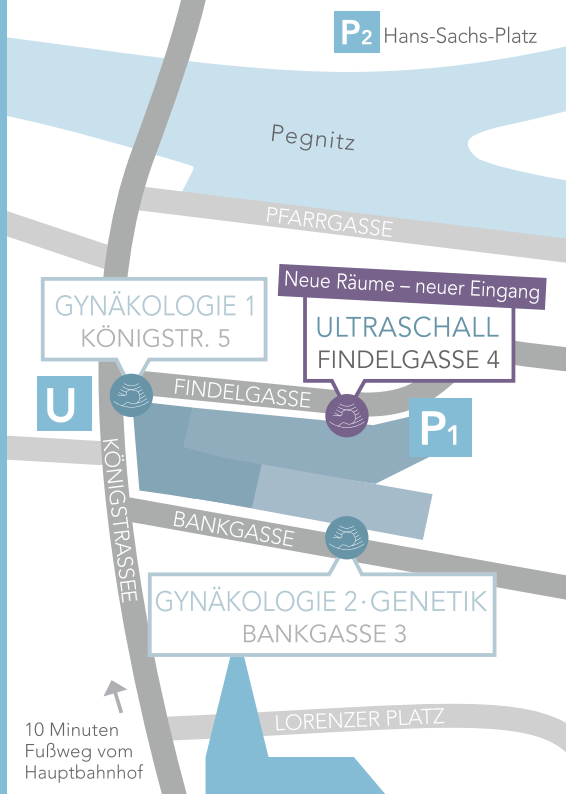 P2 Hans-Sachs-Platz
Pegnitz
PFARRGASSE
Neue Räume – neuer Eingang
GYNÄKOLOGIE 1
KÖNIGSTR. 5
ULTRASCHALL
FINDELGASSE 4
FINDELGASSE
U
P1
KÖNIGSTRASSEE
BANKGASSE
GYNÄKOLOGIE 2 · GENETIK
BANKGASSE 3
LORENZER PLATZ
10 Minuten
Fußweg vom
Hauptbahnhof